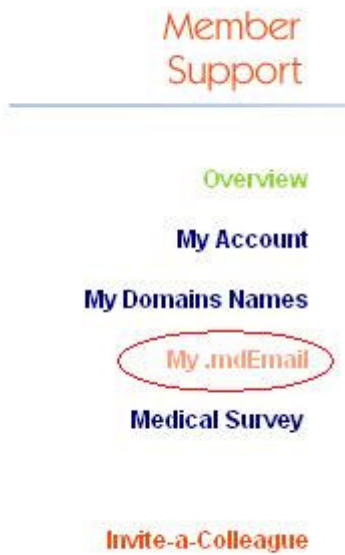 Member
Support
Overview
My Account
My Domains Names
My .mdEmail
Medical Survey
Invite-a-Colleague